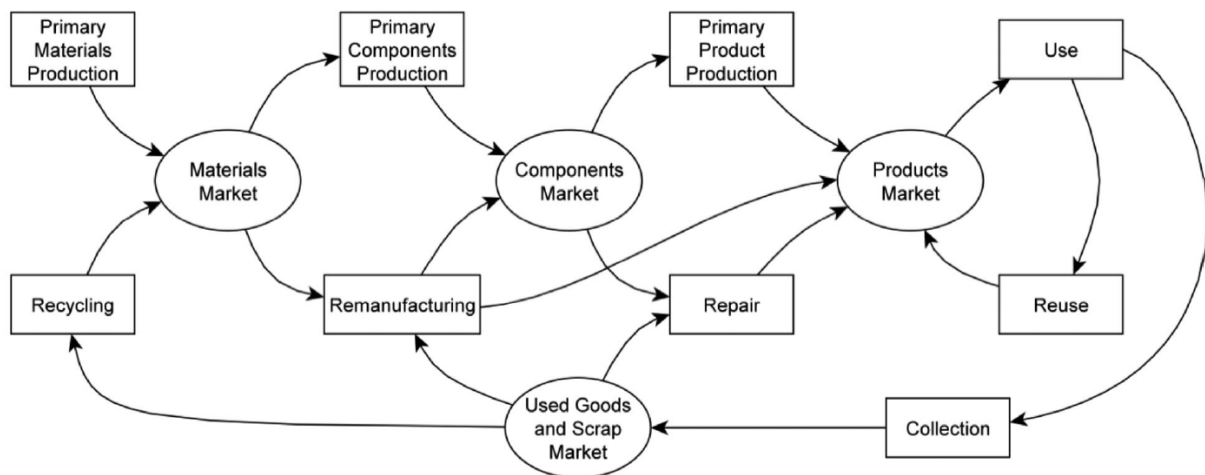 Primary
Materials
Production
Primary
Components
Production
Primary
Product
Production
Use
Materials
Market
Components
Market
Products
Market
Recycling
Remanufacturing
Repair
Reuse
Used Goods
and Scrap
Market
Collection